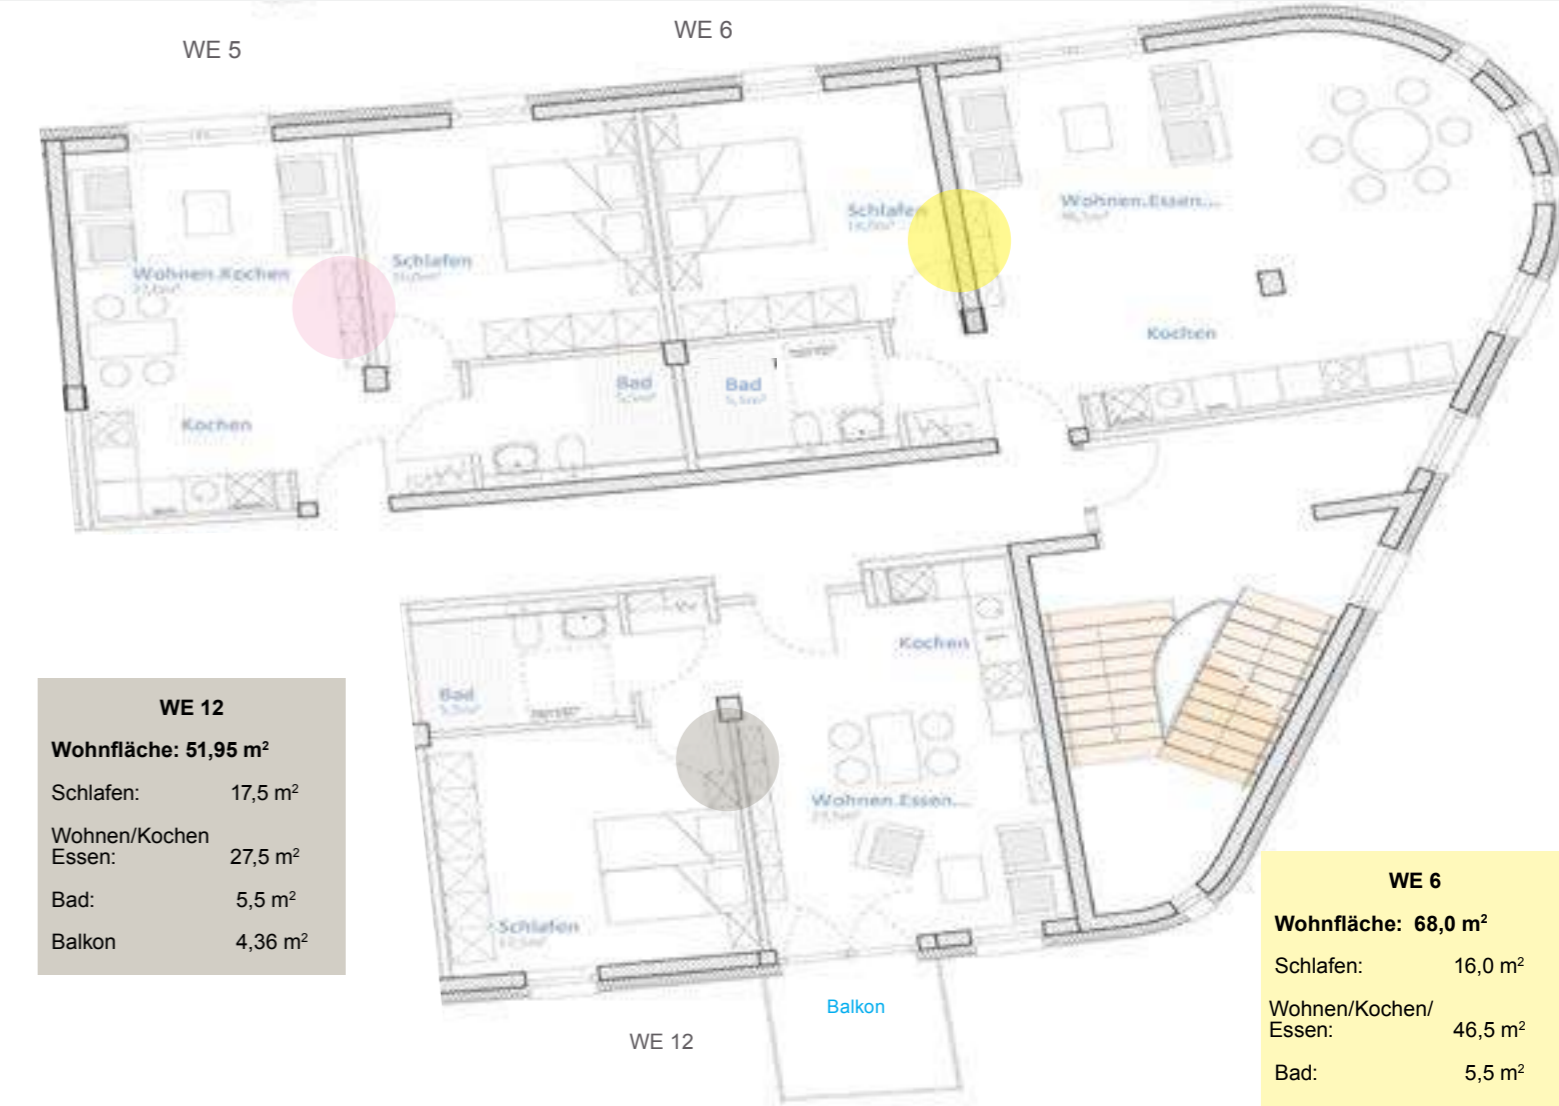 WE 5
WE 6
Wohnen.Kochen
Schlafen
Schlafen
Wohnen.Essen...
Kochen
Kochen
Bad
Bad
5,5m²
Kochen
Bad
Wohnen.Essen...
Schlafen
Balkon
WE 12
WE 12
Wohnfläche: 51,95 m²
Schlafen: 17,5 m²
Wohnen/Kochen
Essen: 27,5 m²
Bad: 5,5 m²
Balkon 4,36 m²
WE 6
Wohnfläche: 68,0 m²
Schlafen: 16,0 m²
Wohnen/Kochen/
Essen: 46,5 m²
Bad: 5,5 m²